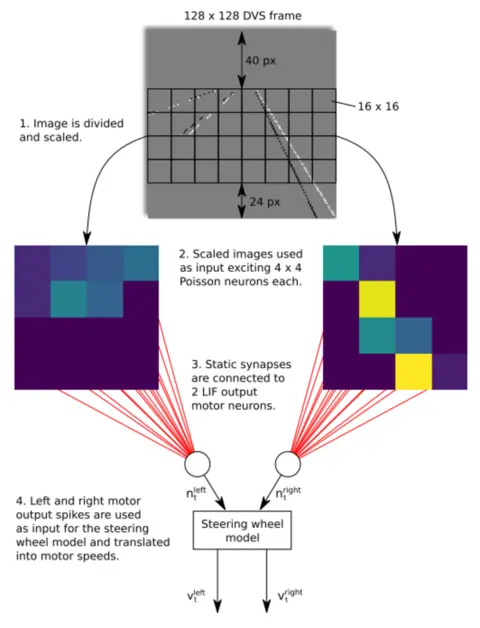 128 x 128 DVS frame
40 px
16 x 16
1. Image is divided
and scaled.
24 px
2. Scaled images used
as input exciting 4 x 4
Poisson neurons each.
3. Static synapses
are connected to
2 LIF output
motor neurons.
n_t^left
n_t^right
4. Left and right motor
output spikes are used
as input for the steering
wheel model and translated
into motor speeds.
Steering wheel
model
v_t^left
v_t^right